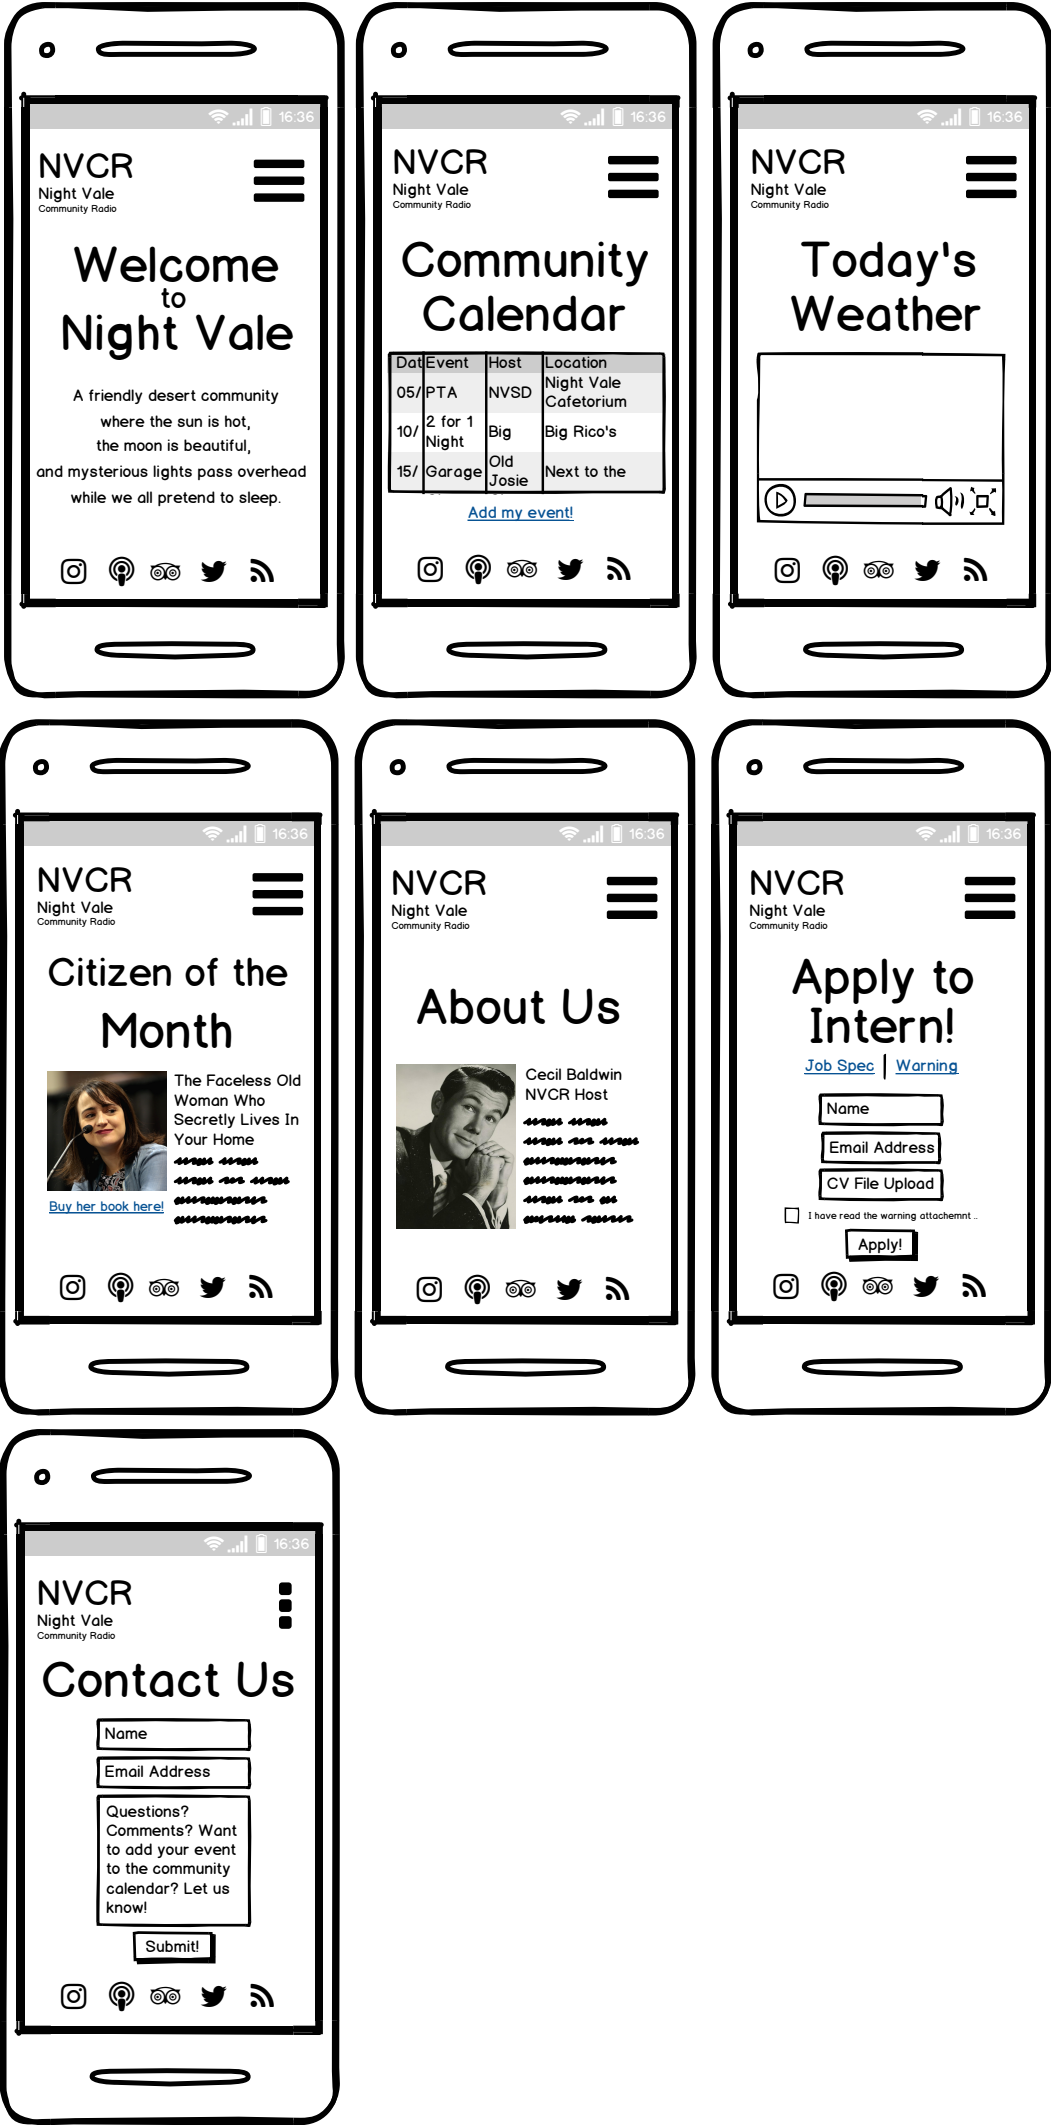 16:36
NVCR
Night Vale
Community Radio
Welcome
to
Night Vale
A friendly desert community
where the sun is hot,
the moon is beautiful,
and mysterious lights pass overhead
while we all pretend to sleep.
16:36
NVCR
Night Vale
Community Radio
Community
Calendar
Dat Event Host Location
05/ PTA NVSD Night Vale
Cafetorium
10/ 2 for 1
Night Big Big Rico's
15/ Garage Old
Josie Next to the
Add my event!
16:36
NVCR
Night Vale
Community Radio
Today's
Weather
16:36
NVCR
Night Vale
Community Radio
Citizen of the
Month
The Faceless Old
Woman Who
Secretly Lives In
Your Home
Buy her book here!
16:36
NVCR
Night Vale
Community Radio
About Us
Cecil Baldwin
NVCR Host
16:36
NVCR
Night Vale
Community Radio
Apply to
Intern!
Job Spec | Warning
Name
Email Address
CV File Upload
I have read the warning attachemnt ..
Apply!
16:36
NVCR
Night Vale
Community Radio
Contact Us
Name
Email Address
Questions?
Comments? Want
to add your event
to the community
calendar? Let us
know!
Submit!